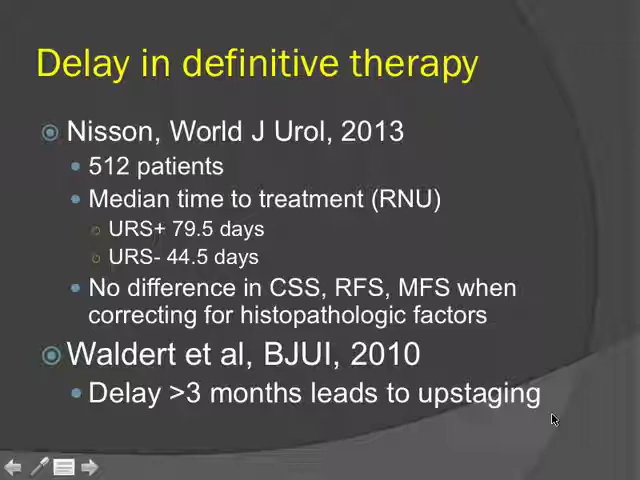 Delay in definitive therapy
Nisson, World J Urol, 2013
512 patients
Median time to treatment (RNU)
URS+ 79.5 days
URS- 44.5 days
No difference in CSS, RFS, MFS when
correcting for histopathologic factors
Waldert et al, BJUI, 2010
Delay >3 months leads to upstaging